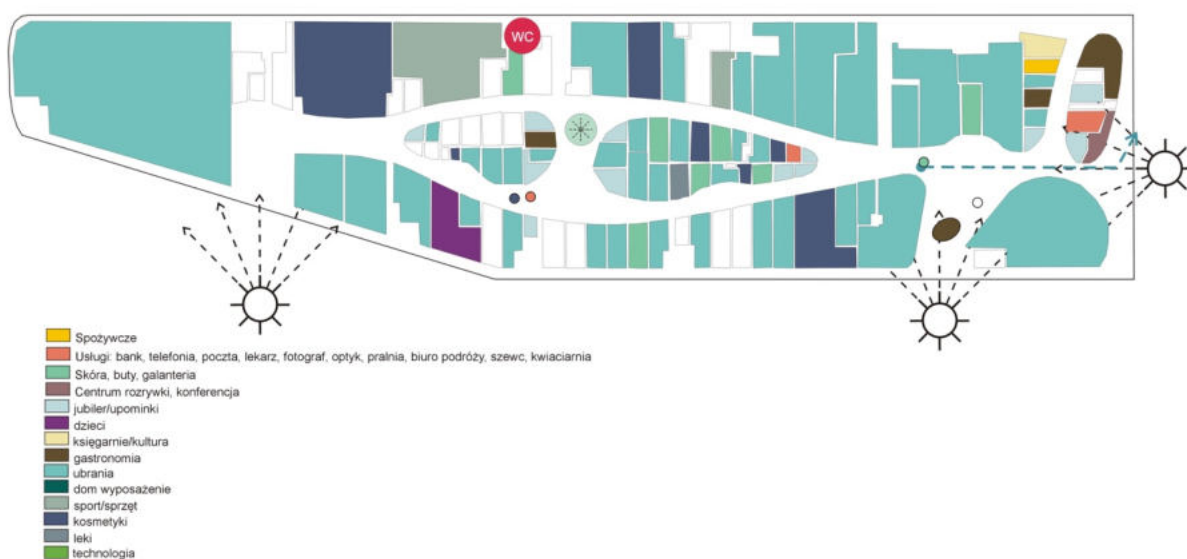 WC
Spożywcze
Usługi: bank, telefonia, poczta, lekarz, fotograf, optyk, pralnia, biuro podróży, szewc, kwiaciarnia
Skóra, buty, galanteria
Centrum rozrywki, konferencja
jubiler/upominki
dzieci
księgarnie/kultura
gastronomia
ubrania
dom wyposażenie
sport/sprzęt
kosmetyki
leki
technologia